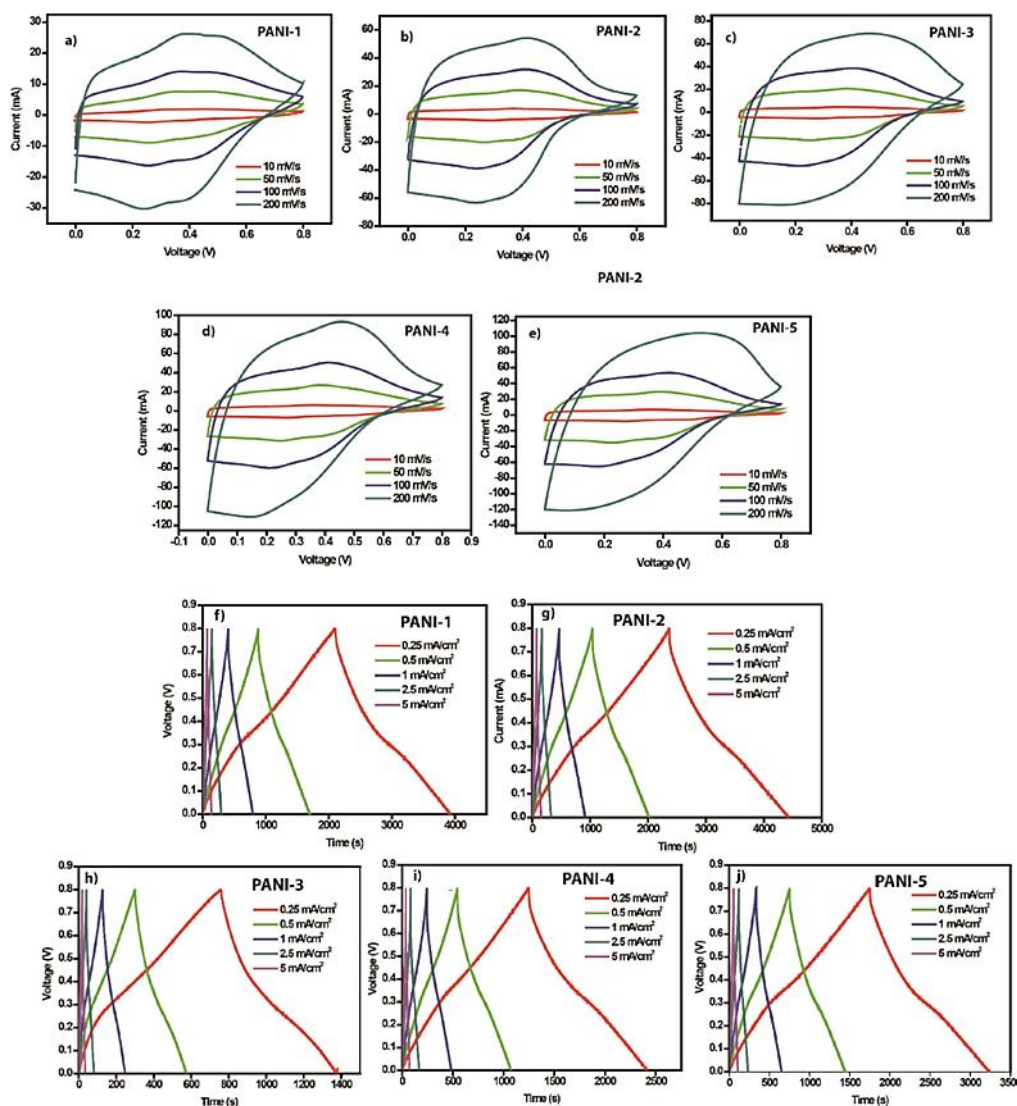 a)
PANI-1
30
20
10
0
-10
-20
-30
Current (mA)
10 mV/s
50 mV/s
100 mV/s
200 mV/s
0.0 0.2 0.4 0.6 0.8
Voltage (V)
b)
PANI-2
60
40
20
0
-20
-40
-60
-80
Current (mA)
10 mV/s
50 mV/s
100 mV/s
200 mV/s
0.0 0.2 0.4 0.6 0.8
Voltage (V)
c)
PANI-3
80
60
40
20
0
-20
-40
-60
-80
Current (mA)
10 mV/s
50 mV/s
100 mV/s
200 mV/s
0.0 0.2 0.4 0.6 0.8
Voltage (V)
PANI-2
d)
PANI-4
100
80
60
40
20
0
-20
-40
-60
-80
-100
-120
Current (mA)
10 mV/s
50 mV/s
100 mV/s
200 mV/s
-0.1 0.0 0.1 0.2 0.3 0.4 0.5 0.6 0.7 0.8 0.9
Voltage (V)
e)
PANI-5
120
100
80
60
40
20
0
-20
-40
-60
-80
-100
-120
-140
Current (mA)
10 mV/s
50 mV/s
100 mV/s
200 mV/s
0.0 0.2 0.4 0.6 0.8
Voltage (V)
f)
PANI-1
0.9
0.8
0.7
0.6
0.5
0.4
0.3
0.2
0.1
0.0
Voltage (V)
0.25 mA/cm²
0.5 mA/cm²
1 mA/cm²
2.5 mA/cm²
5 mA/cm²
0 1000 2000 3000 4000
Time (s)
g)
PANI-2
0.9
0.8
0.7
0.6
0.5
0.4
0.3
0.2
0.1
0.0
Current (mA)
0.25 mA/cm²
0.5 mA/cm²
1 mA/cm²
2.5 mA/cm²
5 mA/cm²
0 1000 2000 3000 4000 5000
Time (s)
h)
PANI-3
0.9
0.8
0.7
0.6
0.5
0.4
0.3
0.2
0.1
0.0
Voltage (V)
0.25 mA/cm²
0.5 mA/cm²
1 mA/cm²
2.5 mA/cm²
5 mA/cm²
0 200 400 600 800 1000 1200 1400
Time (s)
i)
PANI-4
0.9
0.8
0.7
0.6
0.5
0.4
0.3
0.2
0.1
0.0
Voltage (V)
0.25 mA/cm²
0.5 mA/cm²
1 mA/cm²
2.5 mA/cm²
5 mA/cm²
0 500 1000 1500 2000 2500
Time (s)
j)
PANI-5
0.9
0.8
0.7
0.6
0.5
0.4
0.3
0.2
0.1
0.0
Voltage (V)
0.25 mA/cm²
0.5 mA/cm²
1 mA/cm²
2.5 mA/cm²
5 mA/cm²
0 500 1000 1500 2000 2500 3000 3500
Time (s)